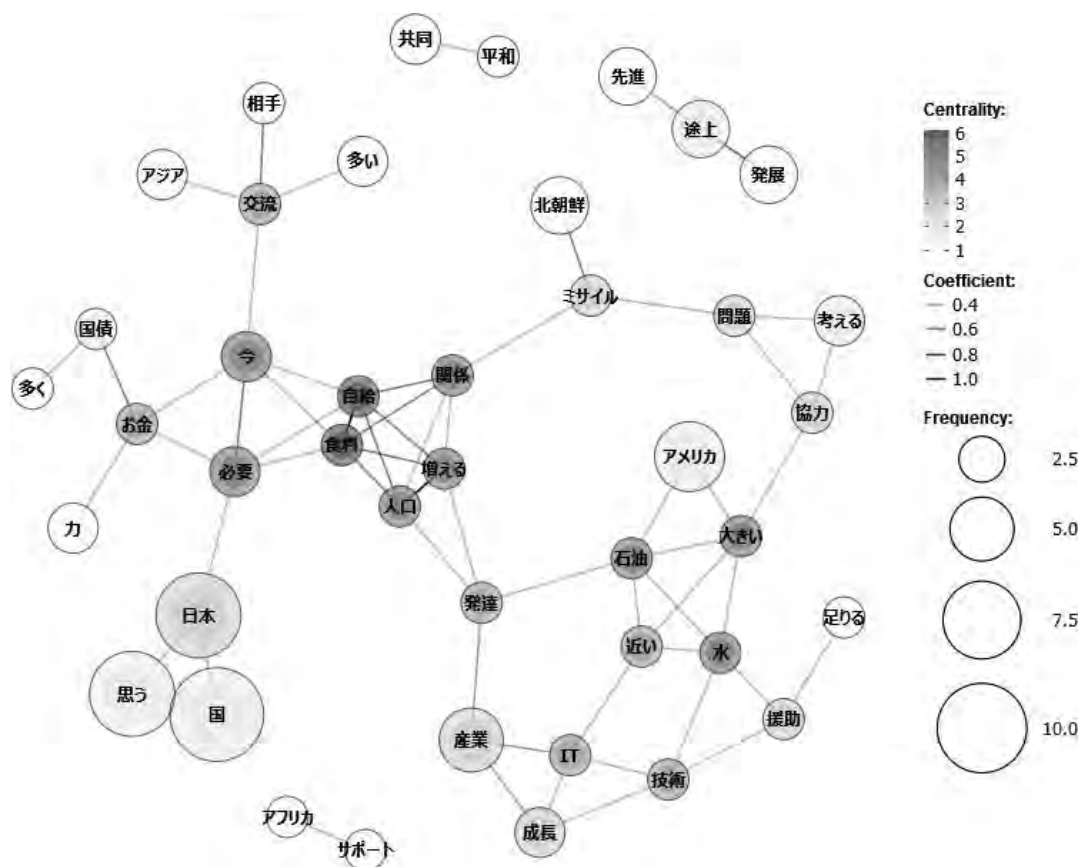 共同
平和
先進
途上
発展
相手
多い
アジア
交流
北朝鮮
ミサイル
問題
考える
国債
多く
今
関係
自給
お金
食料
協力
必要
増える
アメリカ
人口
力
大きい
石油
日本
発達
足りる
近い
水
思う
国
援助
産業
IT
技術
アフリカ
成長
サポート
Centrality:
6
5
4
3
2
1
Coefficient:
0.4
0.6
0.8
1.0
Frequency:
2.5
5.0
7.5
10.0